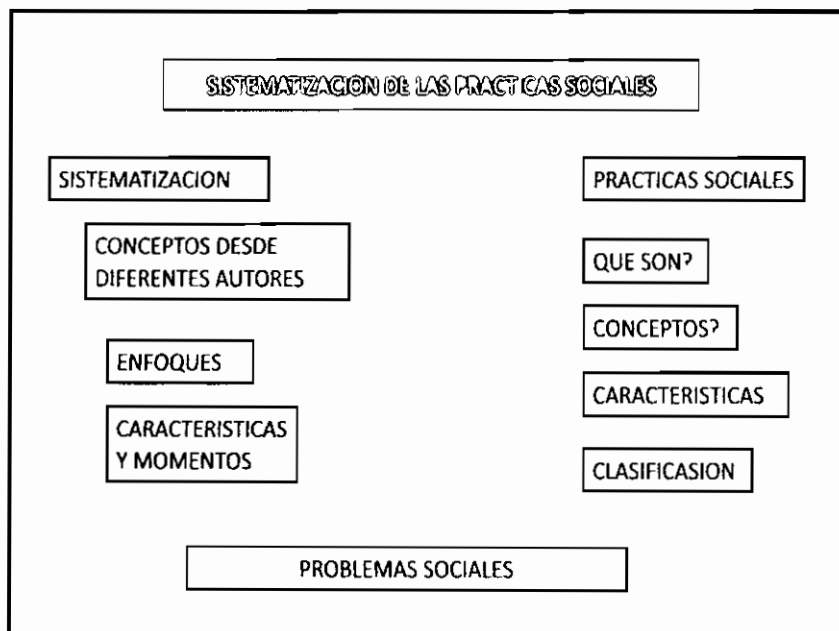 SISTEMATIZACION DE LAS PRACTICAS SOCIALES
SISTEMATIZACION
CONCEPTOS DESDE
DIFERENTES AUTORES
ENFOQUES
CARACTERISTICAS
Y MOMENTOS
PRACTICAS SOCIALES
QUE SON?
CONCEPTOS?
CARACTERISTICAS
CLASIFICASION
PROBLEMAS SOCIALES